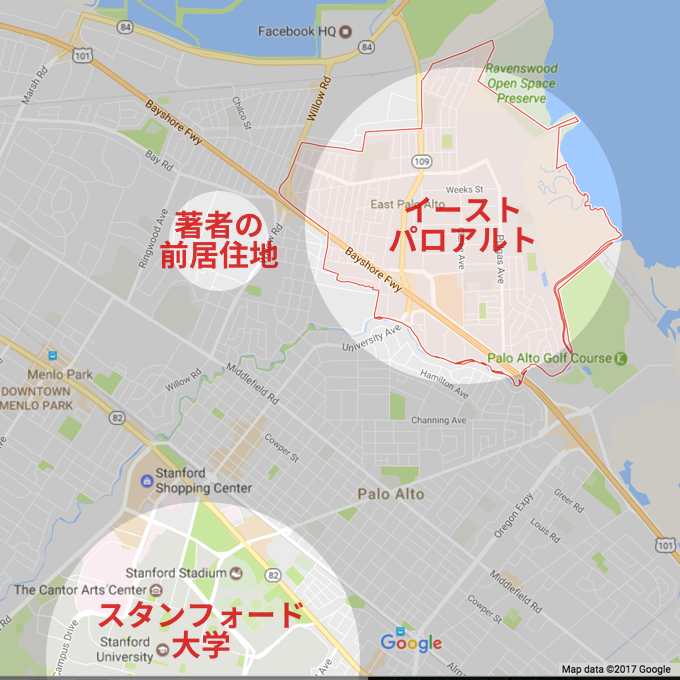 Facebook HQ
84
84
84
101
Marsh Rd
Willow Rd
Ravenswood
Open Space
Preserve
Bayshore Fwy
Chilco St
Bay Rd
109
Weeks St
East Palo Alto
イースト
パロアルト
Ringwood Ave
著者の
前居住地
Bayshore Fwy
University Ave
Palo Alto Golf Course
Menlo Park
DOWNTOWN
MENLO PARK
Willow Rd
Middlefield Rd
Hamilton Ave
82
Channing Ave
Cowper St
Stanford
Shopping Center
Palo Alto
Oregon Expy
Greer Rd
Louis Rd
101
Stanford Stadium
82
The Cantor Arts Center
Middlefield Rd
スタンフォード
大学
Cowper St
Campus Drive
Stanford
University
Google
Map data ©2017 Google